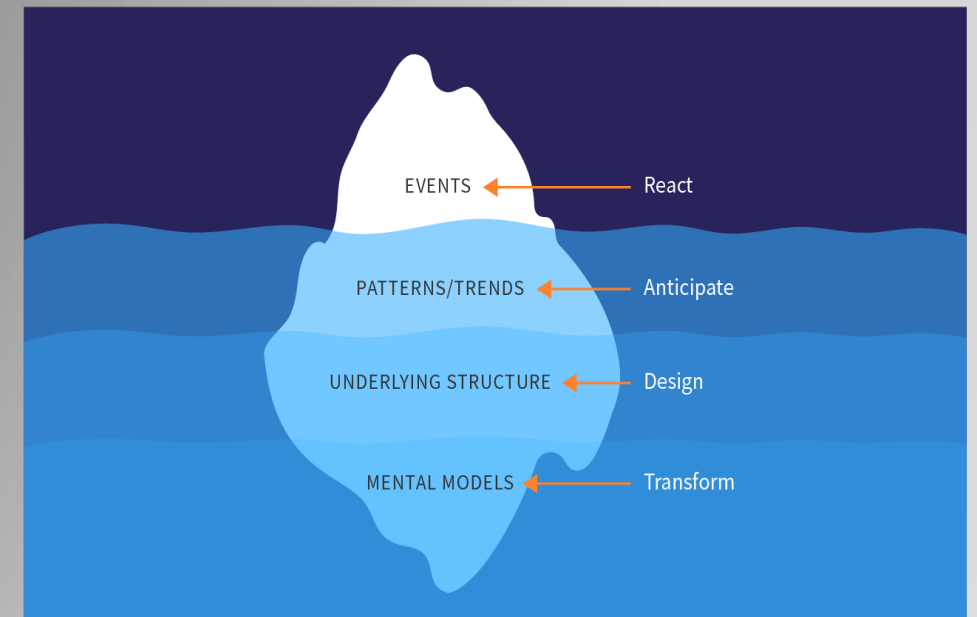 EVENTS React
PATTERNS/TRENDS Anticipate
UNDERLYING STRUCTURE Design
MENTAL MODELS Transform